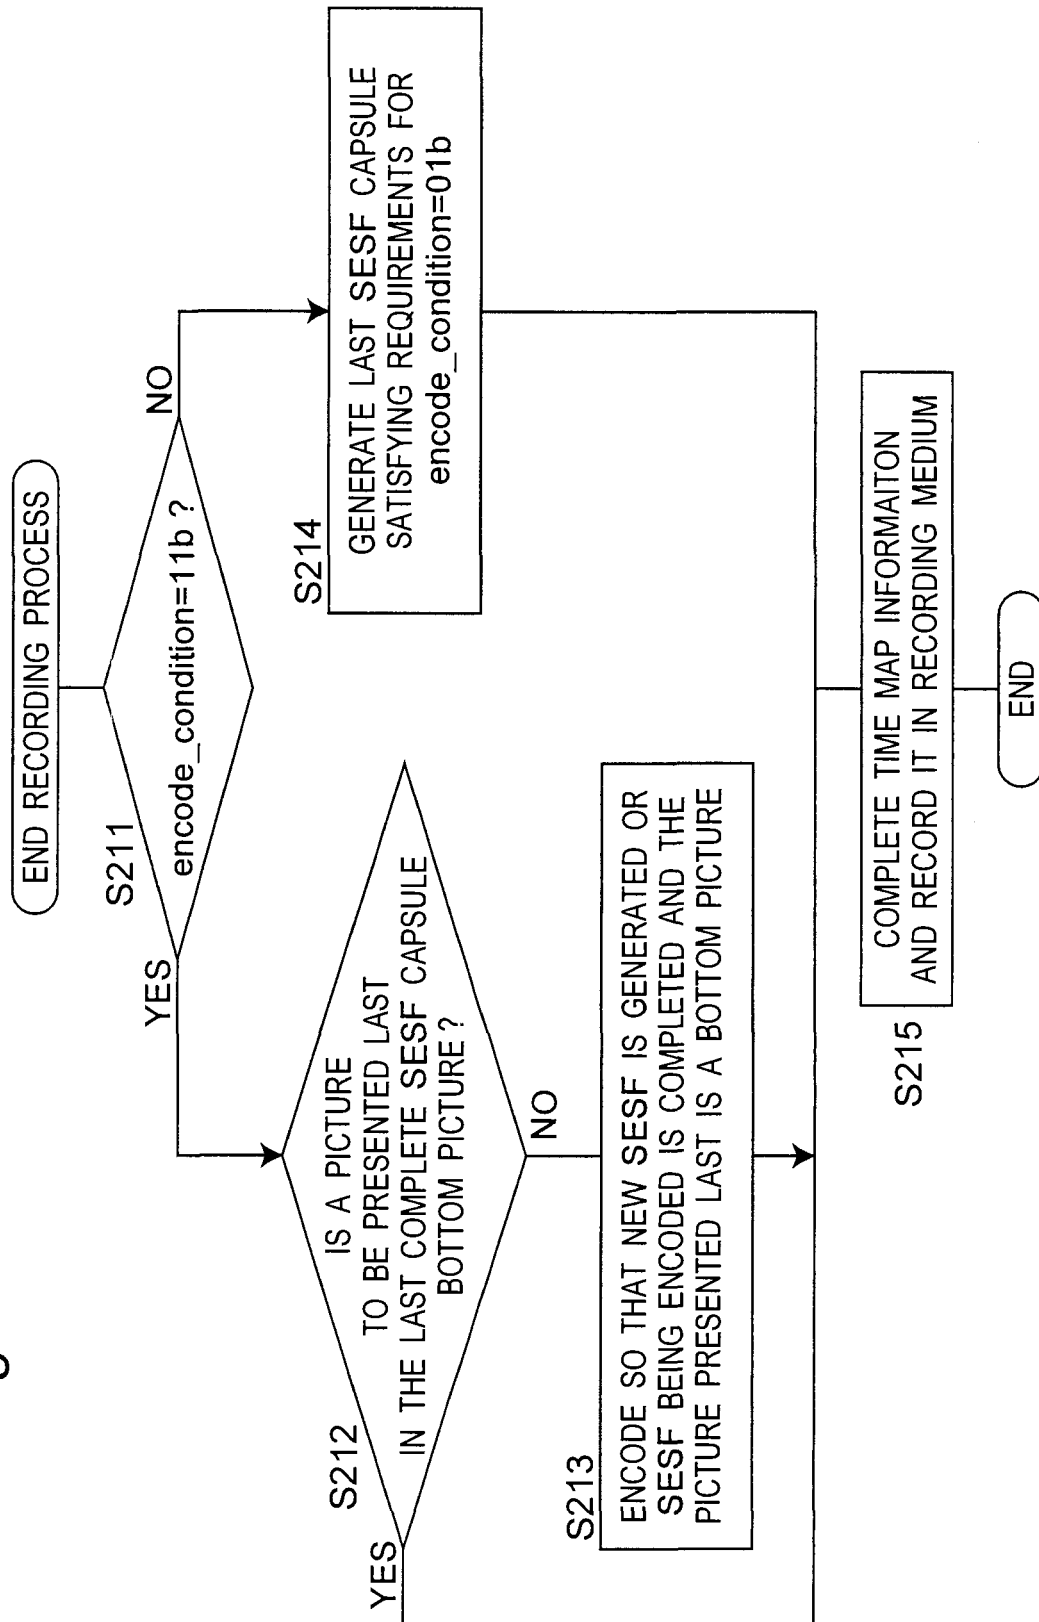 END RECORDING PROCESS
S211
encode_condition=11b ?
YES
NO
S212
IS A PICTURE
TO BE PRESENTED LAST
IN THE LAST COMPLETE SESF CAPSULE
BOTTOM PICTURE ?
YES
NO
S213
ENCODE SO THAT NEW SESF IS GENERATED OR
SESF BEING ENCODED IS COMPLETED AND THE
PICTURE PRESENTED LAST IS A BOTTOM PICTURE
S214
GENERATE LAST SESF CAPSULE
SATISFYING REQUIREMENTS FOR
encode_condition=01b
S215
COMPLETE TIME MAP INFORMAITON
AND RECORD IT IN RECORDING MEDIUM
END